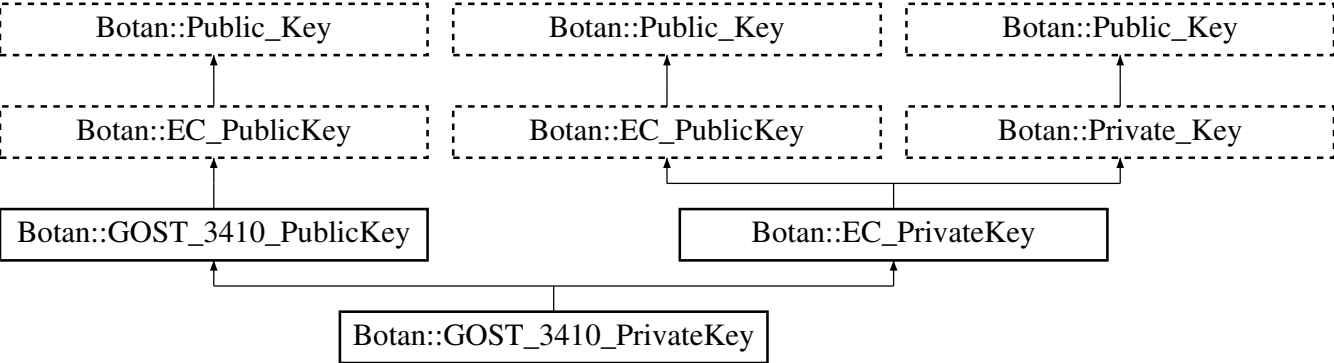 Botan::Public_Key
Botan::Public_Key
Botan::Public_Key
Botan::EC_PublicKey
Botan::EC_PublicKey
Botan::Private_Key
Botan::GOST_3410_PublicKey
Botan::EC_PrivateKey
Botan::GOST_3410_PrivateKey